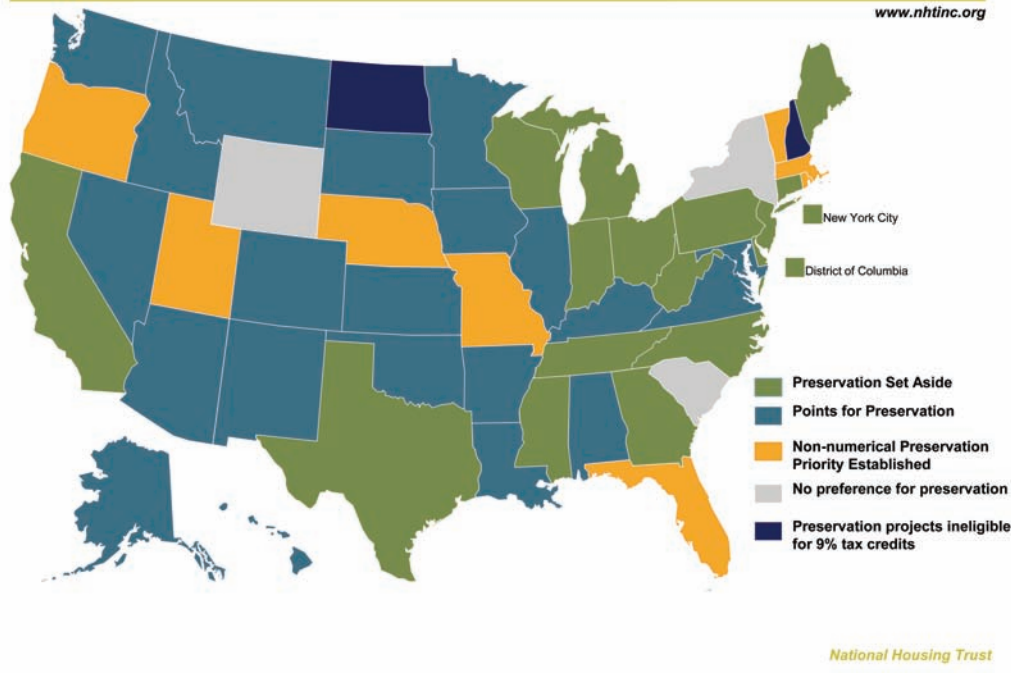 www.nhtinc.org
New York City
District of Columbia
Preservation Set Aside
Points for Preservation
Non-numerical Preservation
Priority Established
No preference for preservation
Preservation projects ineligible
for 9% tax credits
National Housing Trust